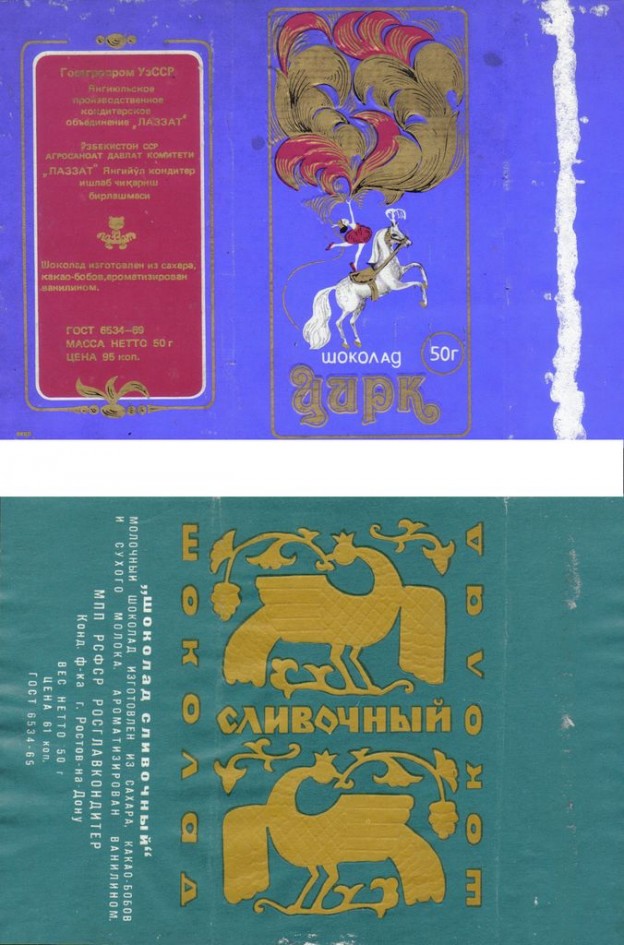 Госагропром УзССР
Янгиюльское
производственное
кондитерское
объединение „ЛАЗЗАТ"
ЎЗБЕКИСТОН ССР
АГРОСАНОАТ ДАВЛАТ КОМИТЕТИ
„ЛАЗЗАТ" Янгийўл кондитер
ишлаб чиқариш
бирлашмаси
Шоколад изготовлен из сахара,
какао-бобов,ароматизирован
ванилином.
ГОСТ 6534—69
МАССА НЕТТО 50 г
ЦЕНА 95 коп.
шоколад
50г
Цирк
шоколад
сливочный
шоколад
„шоколад сливочный“
МОЛОЧНЫЙ ШОКОЛАД ИЗГОТОВЛЕН ИЗ САХАРА, КАКАО-БОБОВ
И СУХОГО МОЛОКА, АРОМАТИЗИРОВАН ВАНИЛИНОМ.
МПП РСФСР РОСГЛАВКОНДИТЕР
Конд. ф-ка г. Ростов-на-Дону
ВЕС НЕТТО 50 г
ЦЕНА 61 коп.
ГОСТ 6534-65